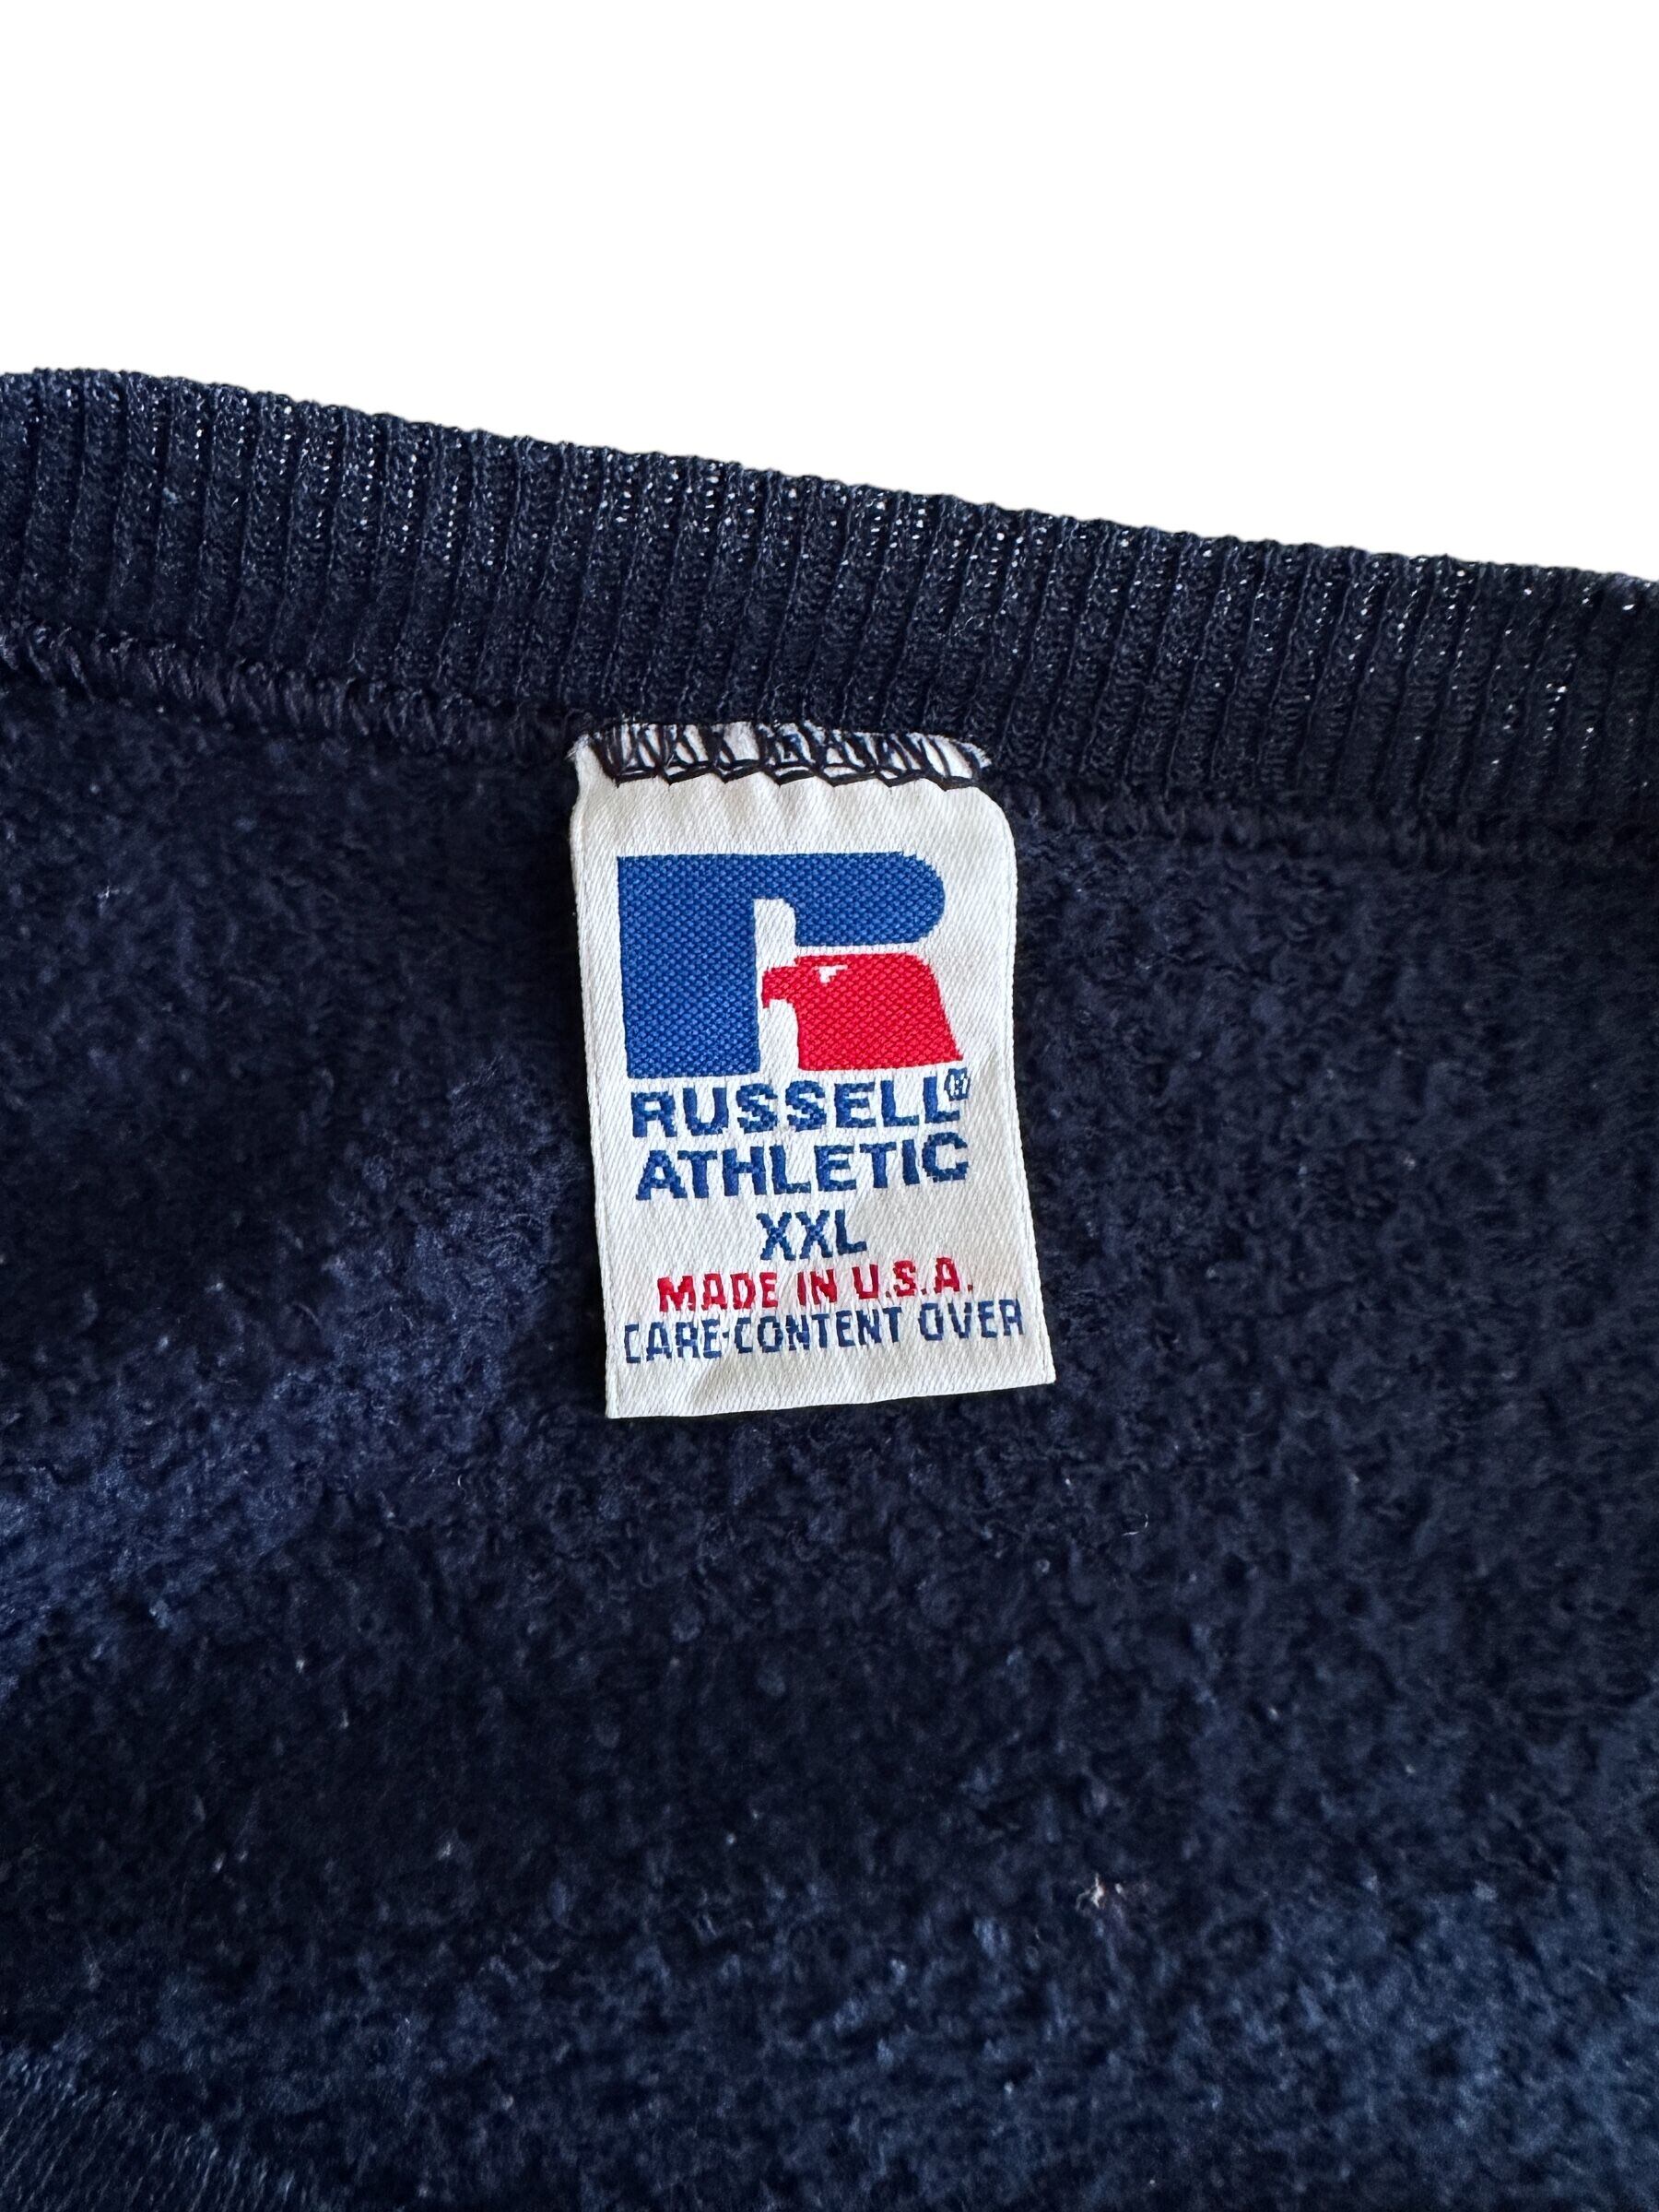 RUSSELL®
ATHLETIC
XXL
MADE IN U.S.A.
CARE-CONTENT OVER